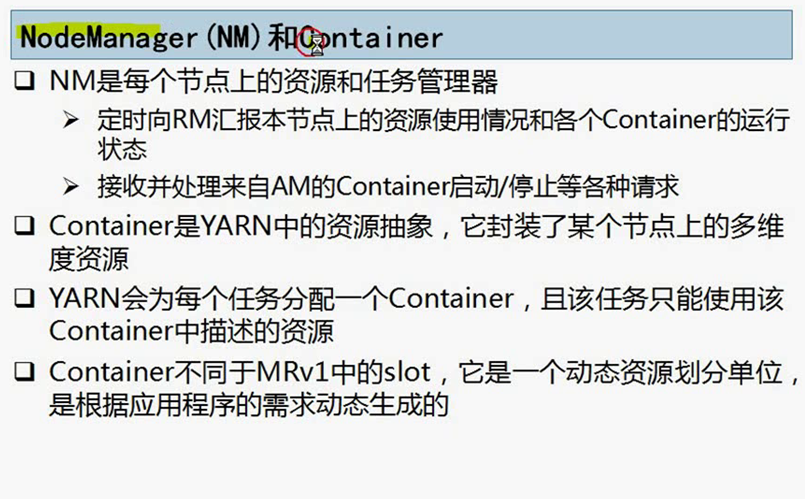 NodeManager(NM)和Container
❑ NM是每个节点上的资源和任务管理器
➢ 定时向RM汇报本节点上的资源使用情况和各个Container的运行
状态
➢ 接收并处理来自AM的Container启动/停止等各种请求
❑ Container是YARN中的资源抽象，它封装了某个节点上的多维
度资源
❑ YARN会为每个任务分配一个Container，且该任务只能使用该
Container中描述的资源
❑ Container不同于MRv1中的slot，它是一个动态资源划分单位，
是根据应用程序的需求动态生成的